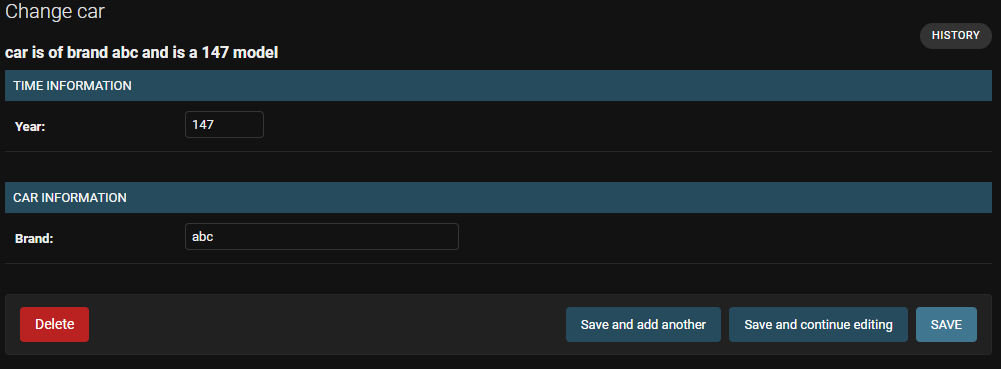 Change car
HISTORY
car is of brand abc and is a 147 model
TIME INFORMATION
Year: 147
CAR INFORMATION
Brand: abc
Delete Save and add another Save and continue editing SAVE